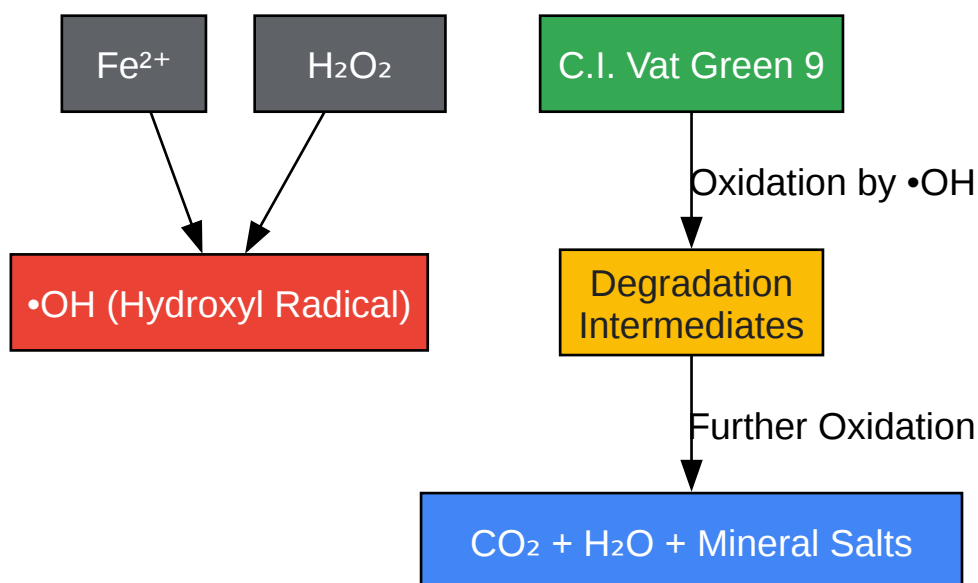 Fe²⁺
H₂O₂
C.I. Vat Green 9
Oxidation by •OH
•OH (Hydroxyl Radical)
Degradation
Intermediates
Further Oxidation
CO₂ + H₂O + Mineral Salts